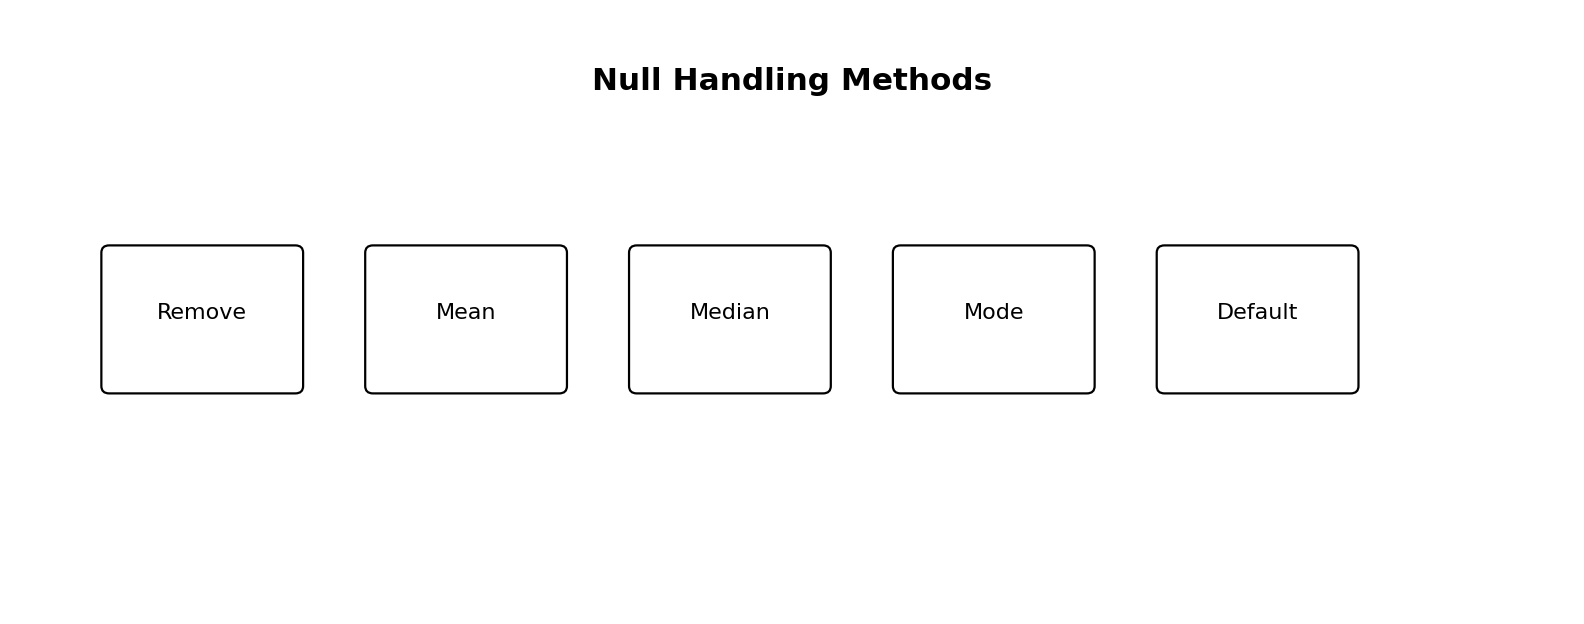 Null Handling Methods
Remove
Mean
Median
Mode
Default